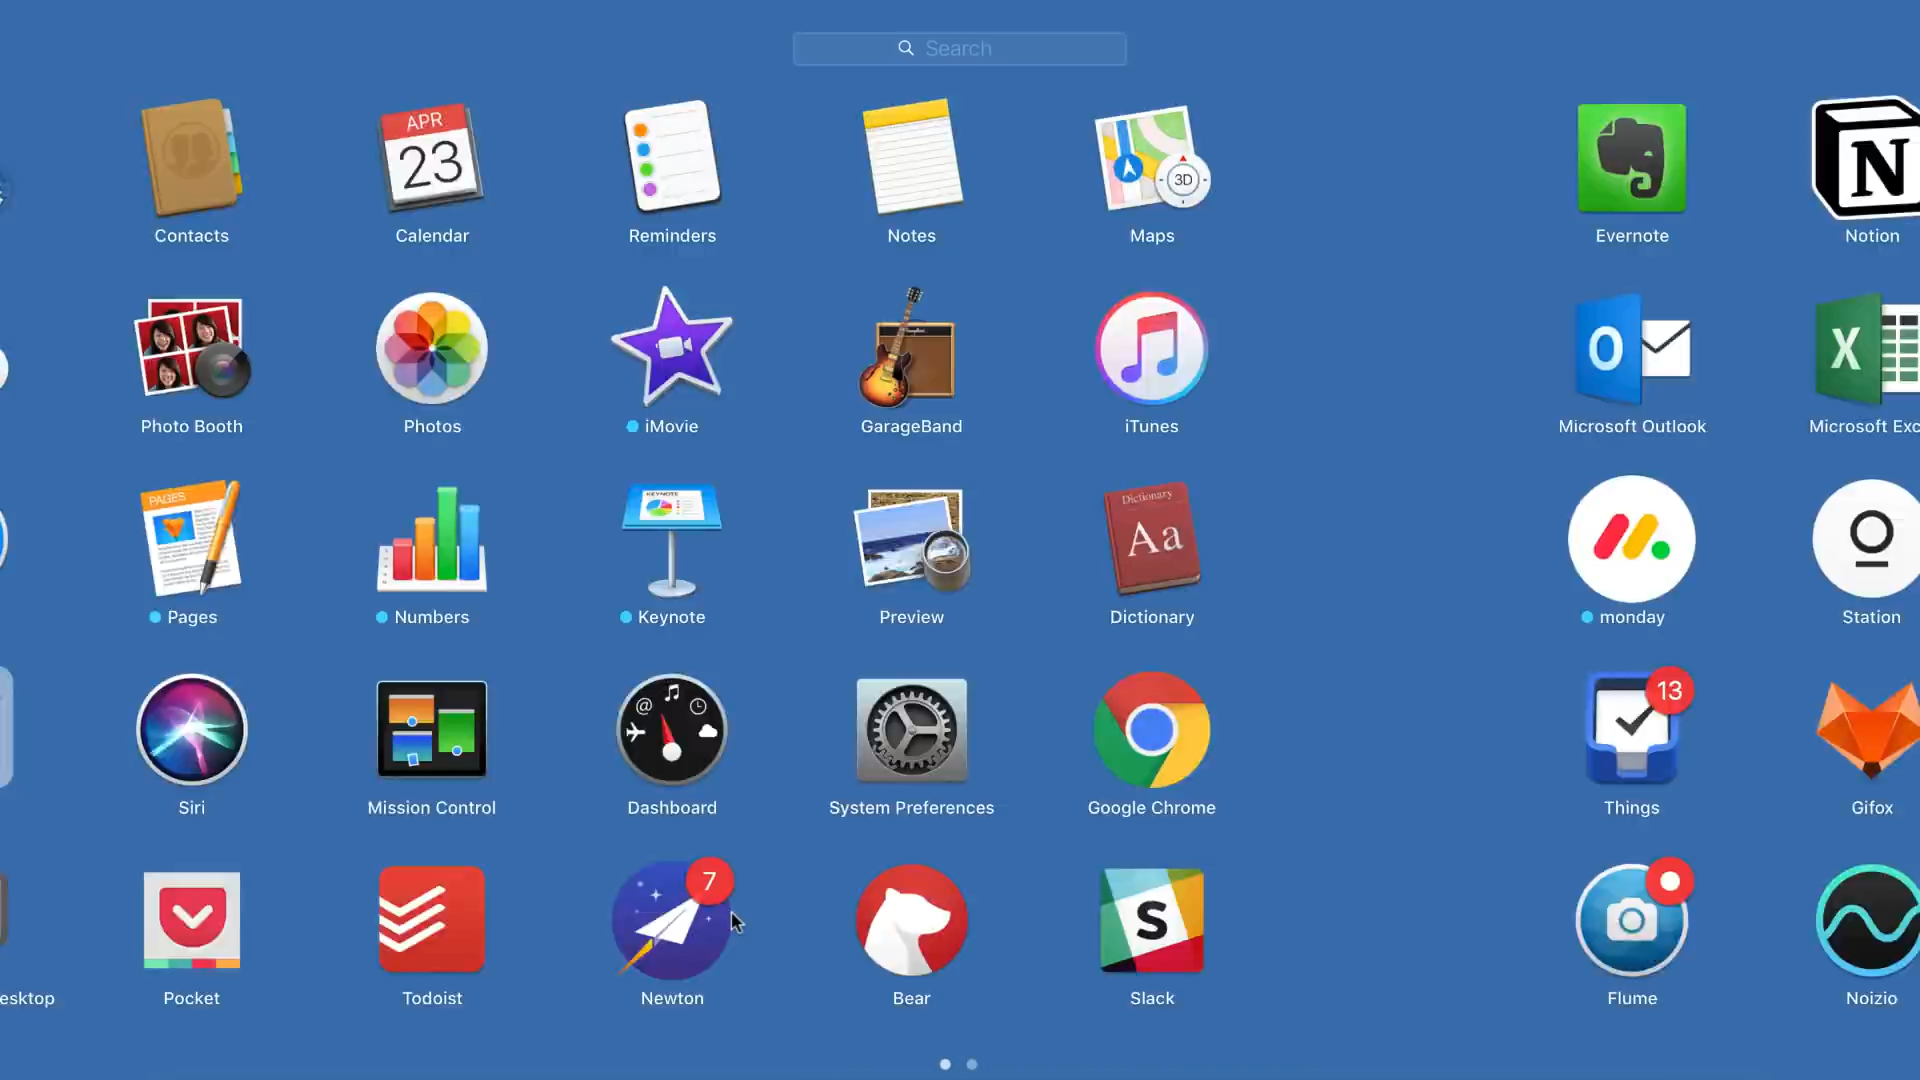 Search
APR
23
3D
N
Contacts
Calendar
Reminders
Notes
Maps
Evernote
Notion
O
X
Photo Booth
Photos
iMovie
GarageBand
iTunes
Microsoft Outlook
Microsoft Exc
PAGES
KEYNOTE
Dictionary
Aa
Pages
Numbers
Keynote
Preview
Dictionary
monday
Station
@
13
Siri
Mission Control
Dashboard
System Preferences
Google Chrome
Things
Gifox
7
S
esktop
Pocket
Todoist
Newton
Bear
Slack
Flume
Noizio